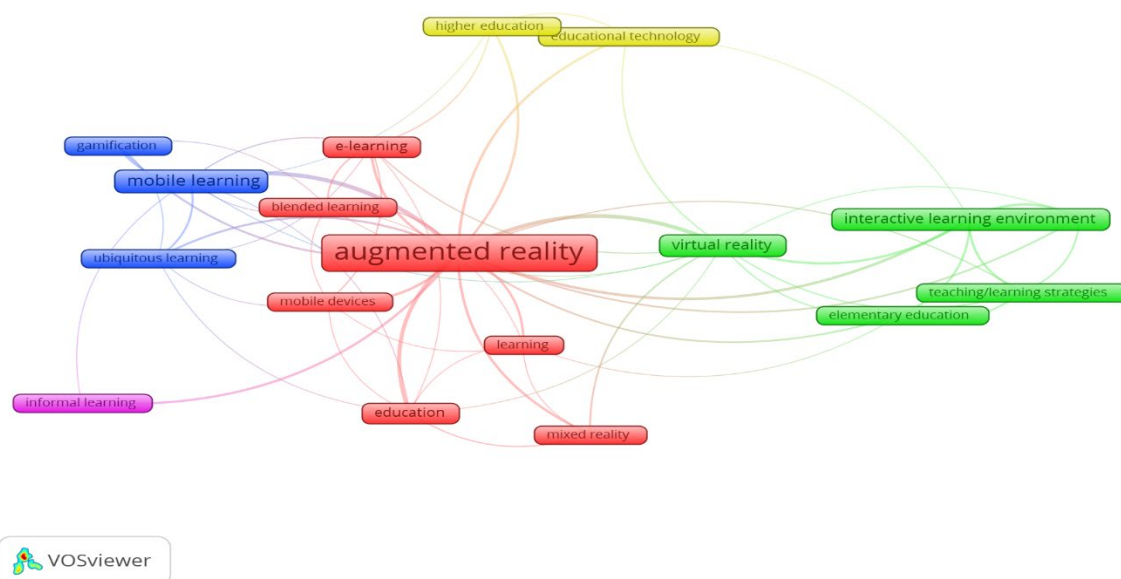 higher education
educational technology
gamification
e-learning
mobile learning
blended learning
interactive learning environment
augmented reality
virtual reality
ubiquitous learning
teaching/learning strategies
mobile devices
elementary education
learning
informal learning
education
mixed reality
VOSviewer